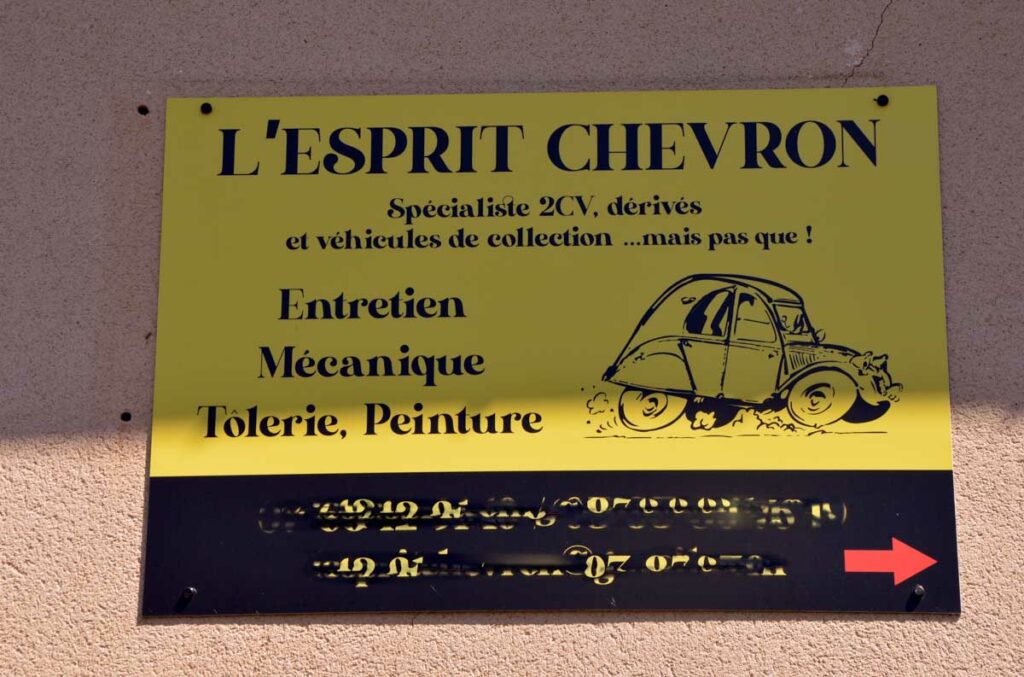 L'ESPRIT CHEVRON
Spécialiste 2CV, dérivés
et véhicules de collection ...mais pas que !
Entretien
Mécanique
Tôlerie, Peinture